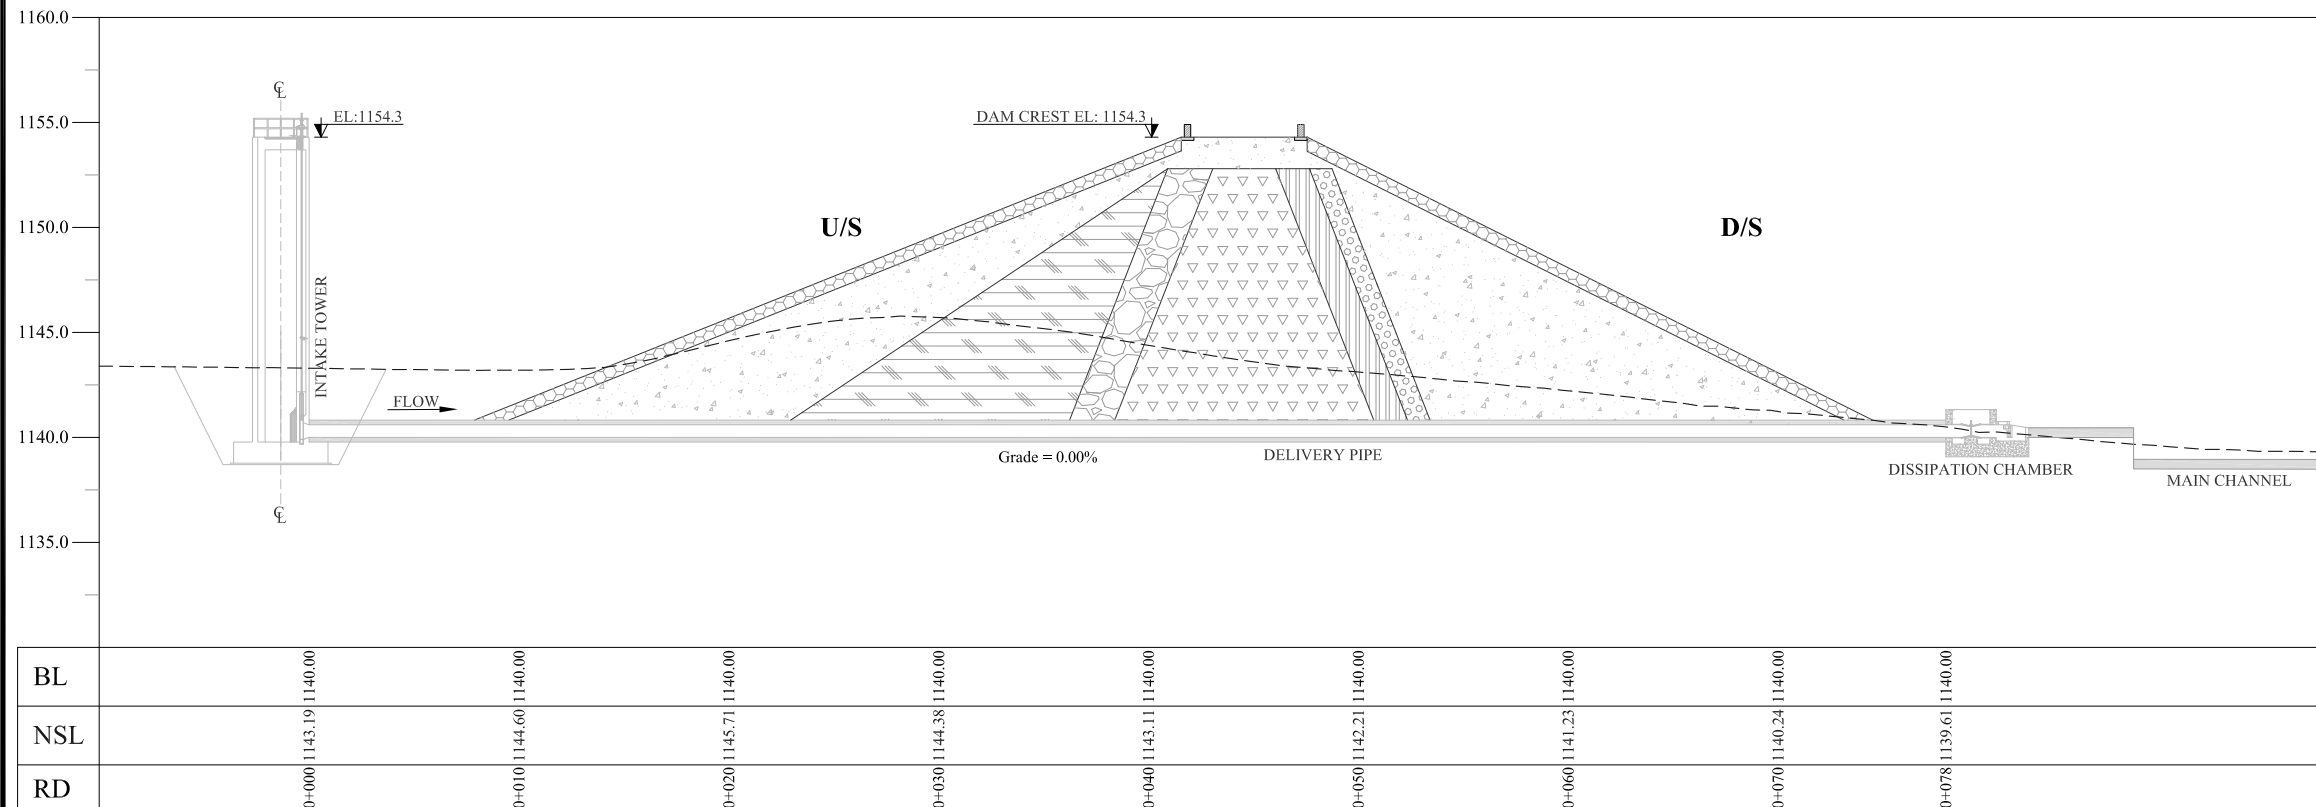 1160.0
1155.0
1150.0
1145.0
1140.0
1135.0
℄
EL:1154.3
INTAKE TOWER
℄
FLOW
U/S
DAM CREST EL: 1154.3
D/S
Grade = 0.00%
DELIVERY PIPE
DISSIPATION CHAMBER
MAIN CHANNEL
BL 1140.00 1140.00 1140.00 1140.00 1140.00 1140.00 1140.00 1140.00 1140.00
NSL 1143.19 1144.60 1145.71 1144.38 1143.11 1142.21 1141.23 1140.24 1139.61
RD 0+000 0+010 0+020 0+030 0+040 0+050 0+060 0+070 0+078